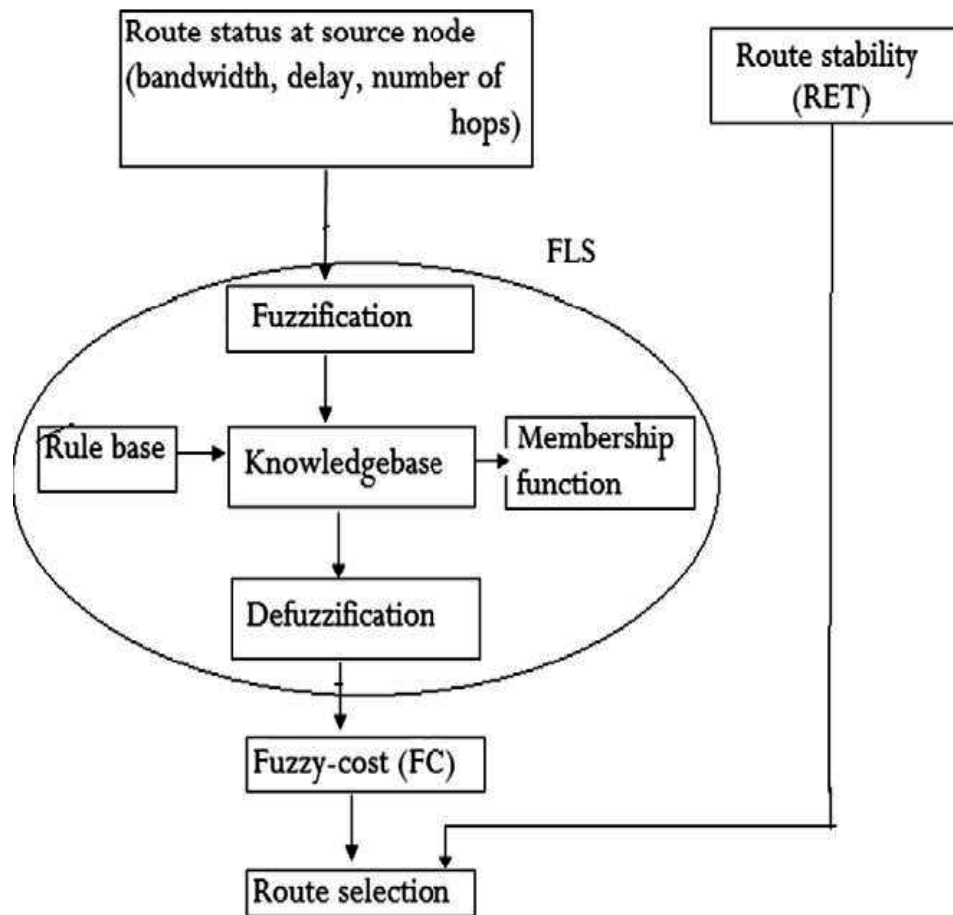 Route status at source node
(bandwidth, delay, number of
hops)
Route stability
(RET)
FLS
Fuzzification
Rule base
Knowledgebase
Membership
function
Defuzzification
Fuzzy-cost (FC)
Route selection